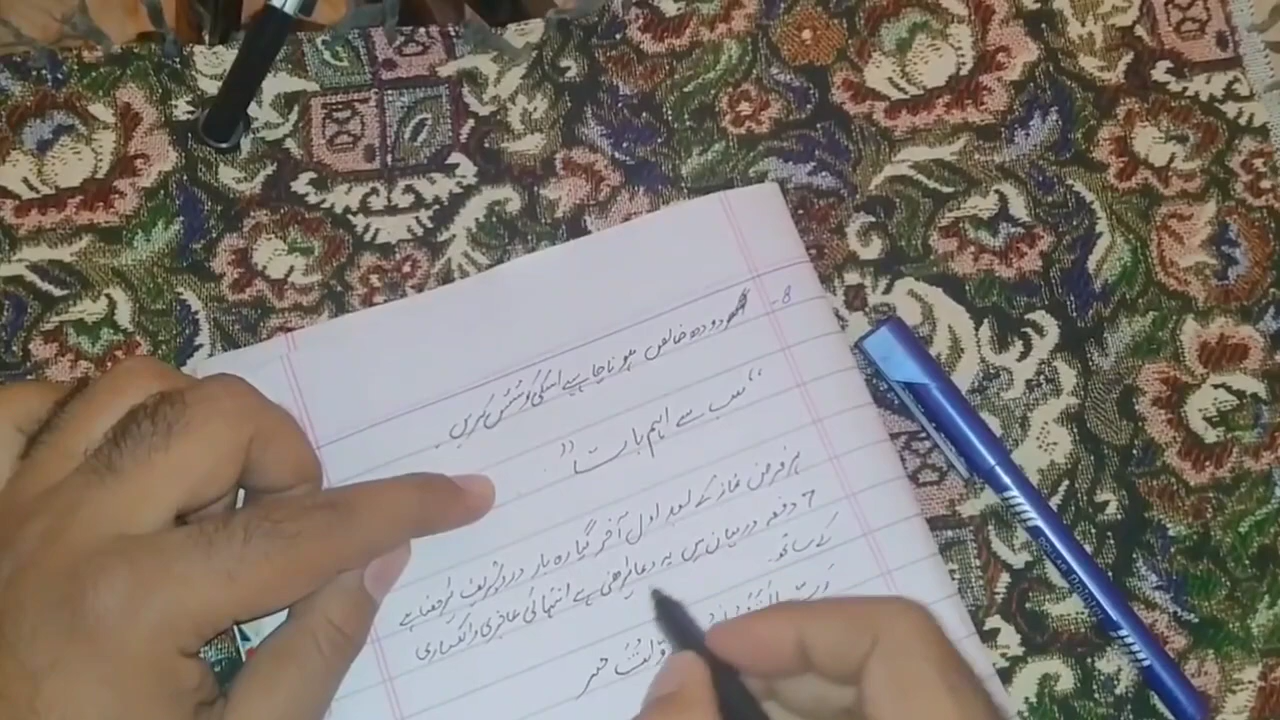 8-
دودھ خالص ہونا چاہیے اسکی کوشش کریں۔
"سب سے اہم بات"
ہر فرض نماز کے بعد اول آخر گیارہ بار درود شریف پڑھنا ہے
7 دفعہ درمیان میں یہ دعا پڑھنی ہے انتہائی عاجزی و انکساری
کے ساتھ۔
DOLLAR